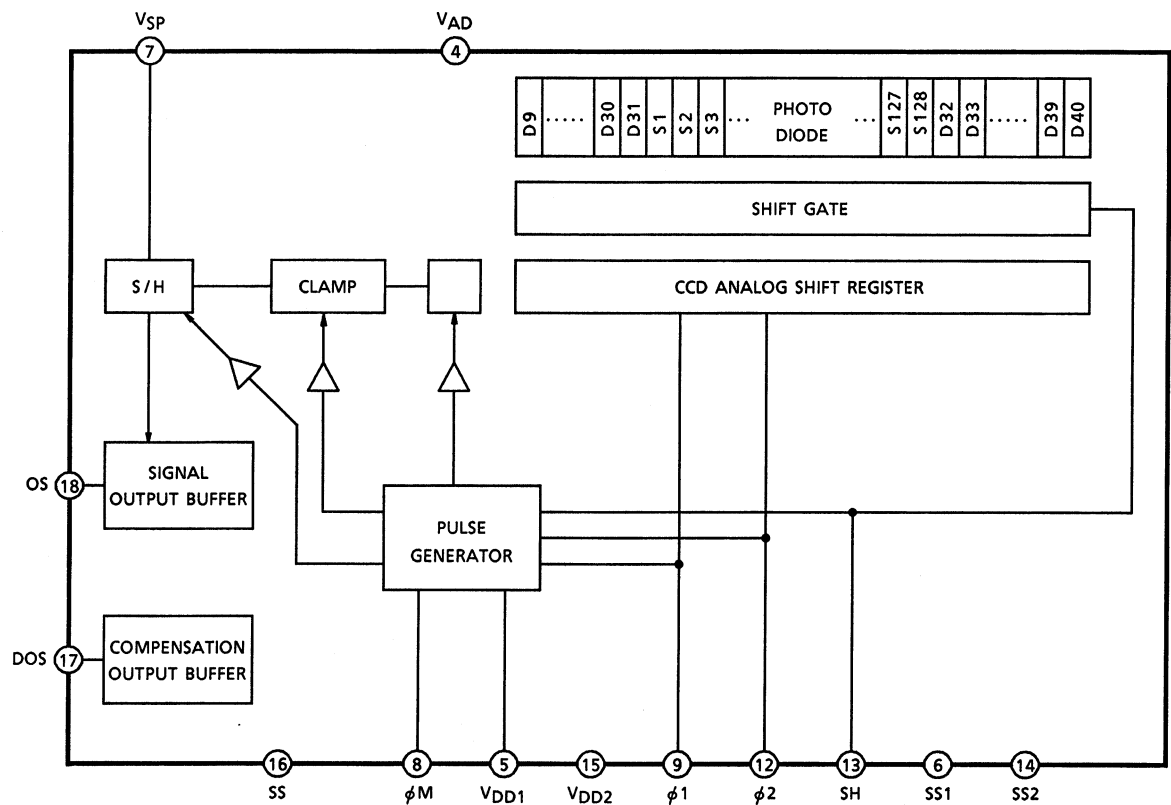 VSP
VAD
7
4
D9 ····· D30 D31 S1 S2 S3 ··· PHOTO DIODE ··· S127 S128 D32 D33 ····· D39 D40
SHIFT GATE
S/H
CLAMP
CCD ANALOG SHIFT REGISTER
SIGNAL
OUTPUT BUFFER
OS 18
PULSE
GENERATOR
COMPENSATION
OUTPUT BUFFER
DOS 17
16 8 5 15 9 12 13 6 14
SS ϕM VDD1 VDD2 ϕ1 ϕ2 SH SS1 SS2